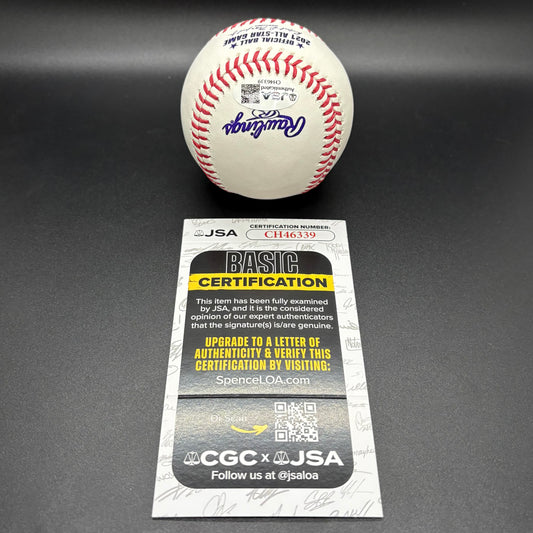 OFFICIAL BALL
2021 ALL-STAR GAME
Rawlings
JSA
Authenticated
CH46339
JSA
CERTIFICATION NUMBER:
CH46339
BASIC
CERTIFICATION
This item has been fully examined
by JSA, and it is the considered
opinion of our expert authenticators
that the signature(s) is/are genuine.
UPGRADE TO A LETTER OF
AUTHENTICITY & VERIFY THIS
CERTIFICATION BY VISITING:
SpenceLOA.com
Or Scan
CGC x JSA
Follow us at @jsaloa